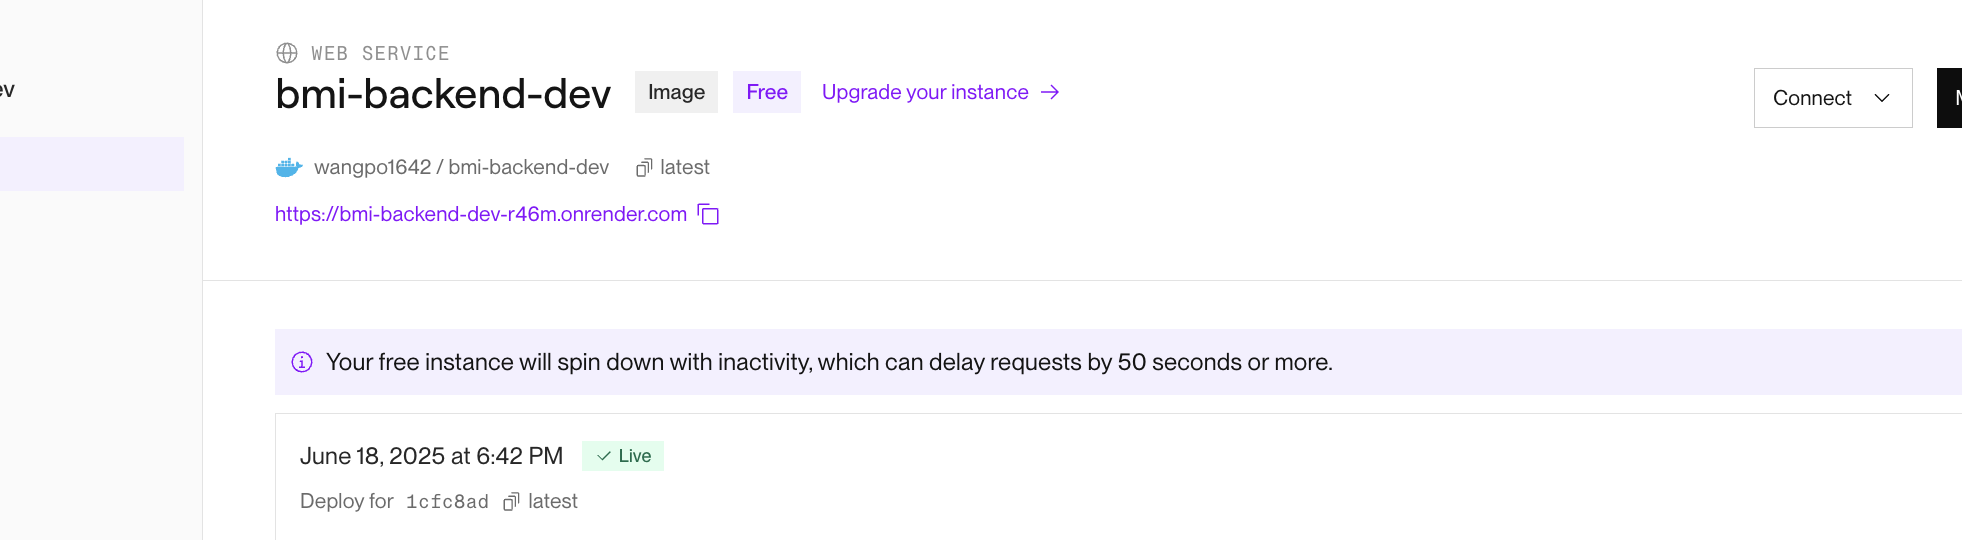 WEB SERVICE
ev
bmi-backend-dev Image Free Upgrade your instance → Connect
wangpo1642 / bmi-backend-dev latest
https://bmi-backend-dev-r46m.onrender.com
Your free instance will spin down with inactivity, which can delay requests by 50 seconds or more.
June 18, 2025 at 6:42 PM Live
Deploy for 1cfc8ad latest